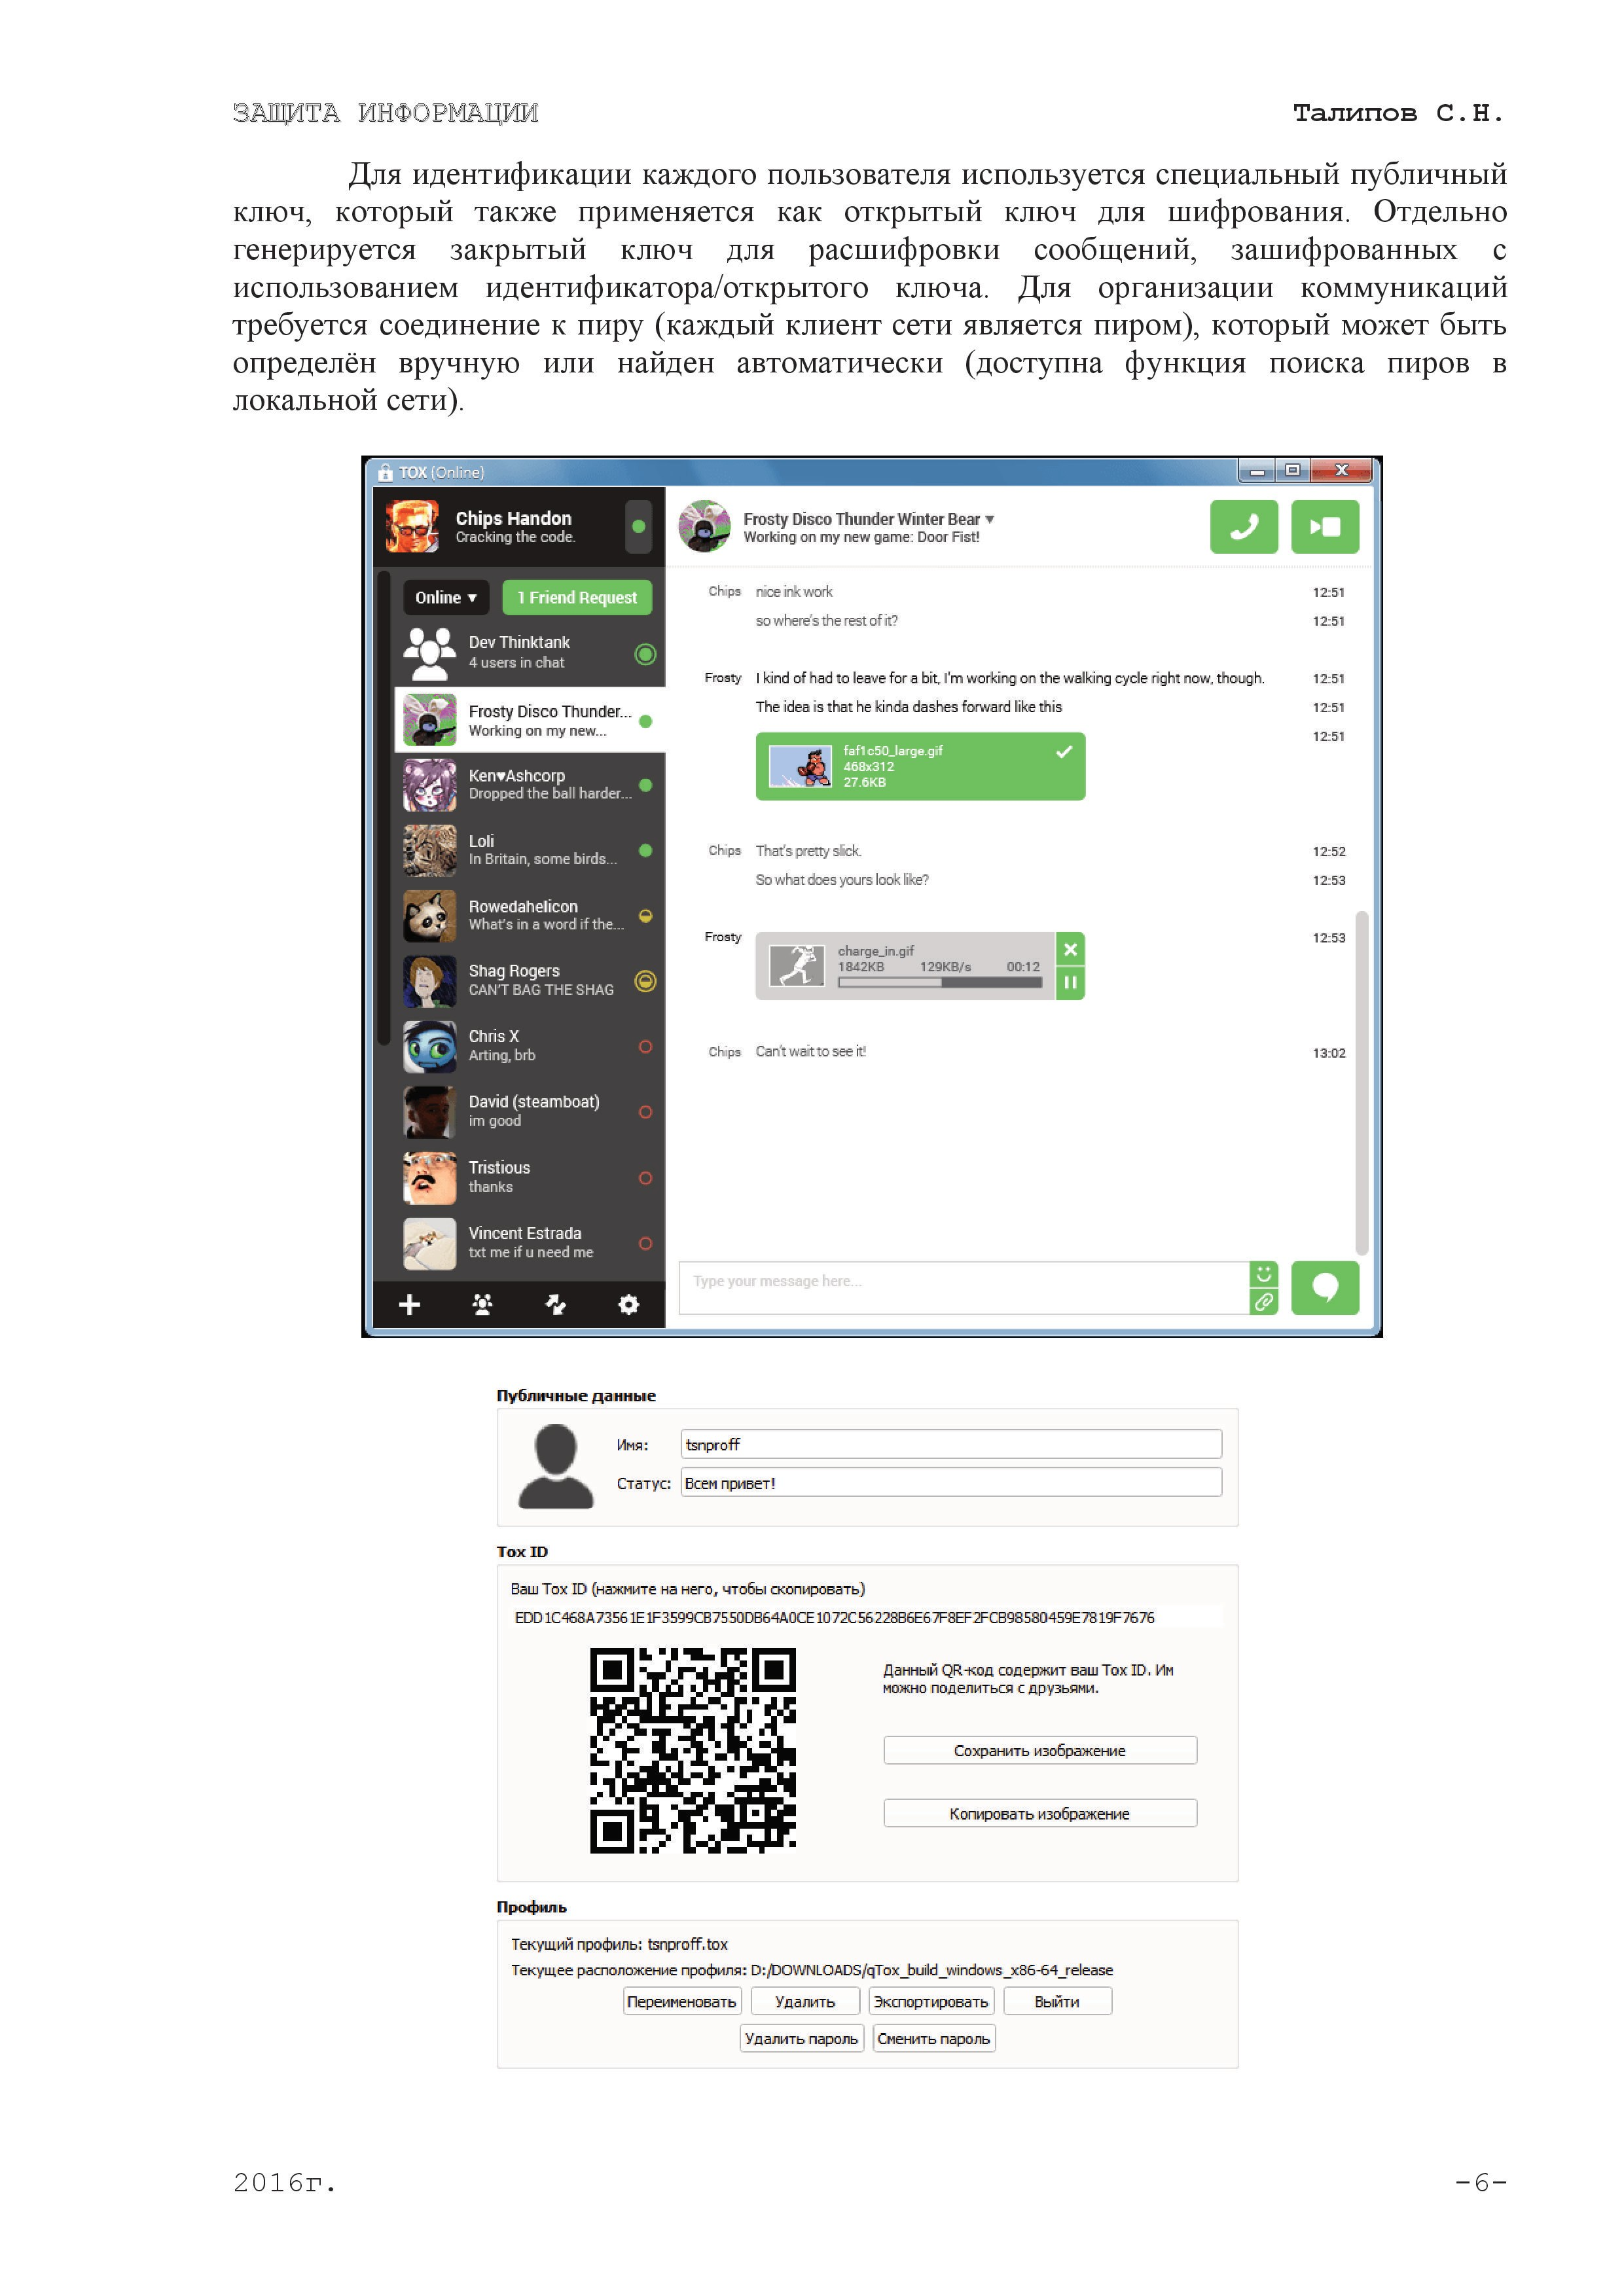 ЗАЩИТА ИНФОРМАЦИИ Талипов С.Н.
Для идентификации каждого пользователя используется специальный публичный
ключ, который также применяется как открытый ключ для шифрования. Отдельно
генерируется закрытый ключ для расшифровки сообщений, зашифрованных с
использованием идентификатора/открытого ключа. Для организации коммуникаций
требуется соединение к пиру (каждый клиент сети является пиром), который может быть
определён вручную или найден автоматически (доступна функция поиска пиров в
локальной сети).
TOX (Online)
Chips Handon
Cracking the code.
Online ▾ 1 Friend Request
Dev Thinktank
4 users in chat
Frosty Disco Thunder...
Working on my new...
Ken♥Ashcorp
Dropped the ball harder...
Loli
In Britain, some birds...
Rowedahelicon
What's in a word if the...
Shag Rogers
CAN'T BAG THE SHAG
Chris X
Arting, brb
David (steamboat)
im good
Tristious
thanks
Vincent Estrada
txt me if u need me
Frosty Disco Thunder Winter Bear ▾
Working on my new game: Door Fist!
Chips nice ink work 12:51
so where's the rest of it? 12:51
Frosty I kind of had to leave for a bit, I'm working on the walking cycle right now, though. 12:51
The idea is that he kinda dashes forward like this 12:51
12:51
faf1c50_large.gif
468x312
27.6KB
Chips That's pretty slick. 12:52
So what does yours look like? 12:53
Frosty 12:53
charge_in.gif
1842KB 129KB/s 00:12
Chips Can't wait to see it! 13:02
Type your message here...
Публичные данные
Имя: tsnproff
Статус: Всем привет!
Tox ID
Ваш Tox ID (нажмите на него, чтобы скопировать)
EDD1C468A73561E1F3599CB7550DB64A0CE1072C56228B6E67F8EF2FCB98580459E7819F7676
Данный QR-код содержит ваш Tox ID. Им
можно поделиться с друзьями.
Сохранить изображение
Копировать изображение
Профиль
Текущий профиль: tsnproff.tox
Текущее расположение профиля: D:/DOWNLOADS/qTox_build_windows_x86-64_release
Переименовать Удалить Экспортировать Выйти
Удалить пароль Сменить пароль
2016г. -6-